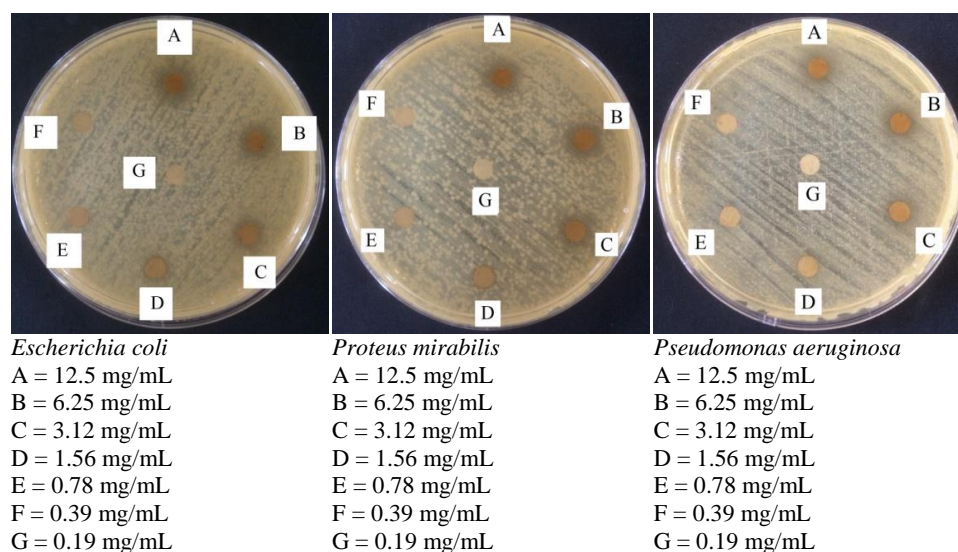 A
B
C
D
E
F
G
A
B
C
D
E
F
G
A
B
C
D
E
F
G
Escherichia coli
A = 12.5 mg/mL
B = 6.25 mg/mL
C = 3.12 mg/mL
D = 1.56 mg/mL
E = 0.78 mg/mL
F = 0.39 mg/mL
G = 0.19 mg/mL
Proteus mirabilis
A = 12.5 mg/mL
B = 6.25 mg/mL
C = 3.12 mg/mL
D = 1.56 mg/mL
E = 0.78 mg/mL
F = 0.39 mg/mL
G = 0.19 mg/mL
Pseudomonas aeruginosa
A = 12.5 mg/mL
B = 6.25 mg/mL
C = 3.12 mg/mL
D = 1.56 mg/mL
E = 0.78 mg/mL
F = 0.39 mg/mL
G = 0.19 mg/mL